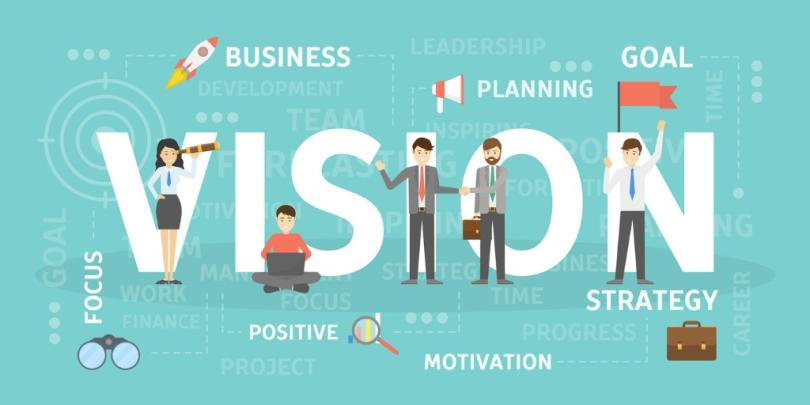 BUSINESS
LEADERSHIP
GOAL
DEVELOPMENT
PLANNING
TIME
TEAM
INSPIRING
VISION
GOAL
FOCUS
WORK
FOCUS
TIME
STRATEGY
FINANCE
POSITIVE
PROGRESS
CAREER
PROJECT
MOTIVATION